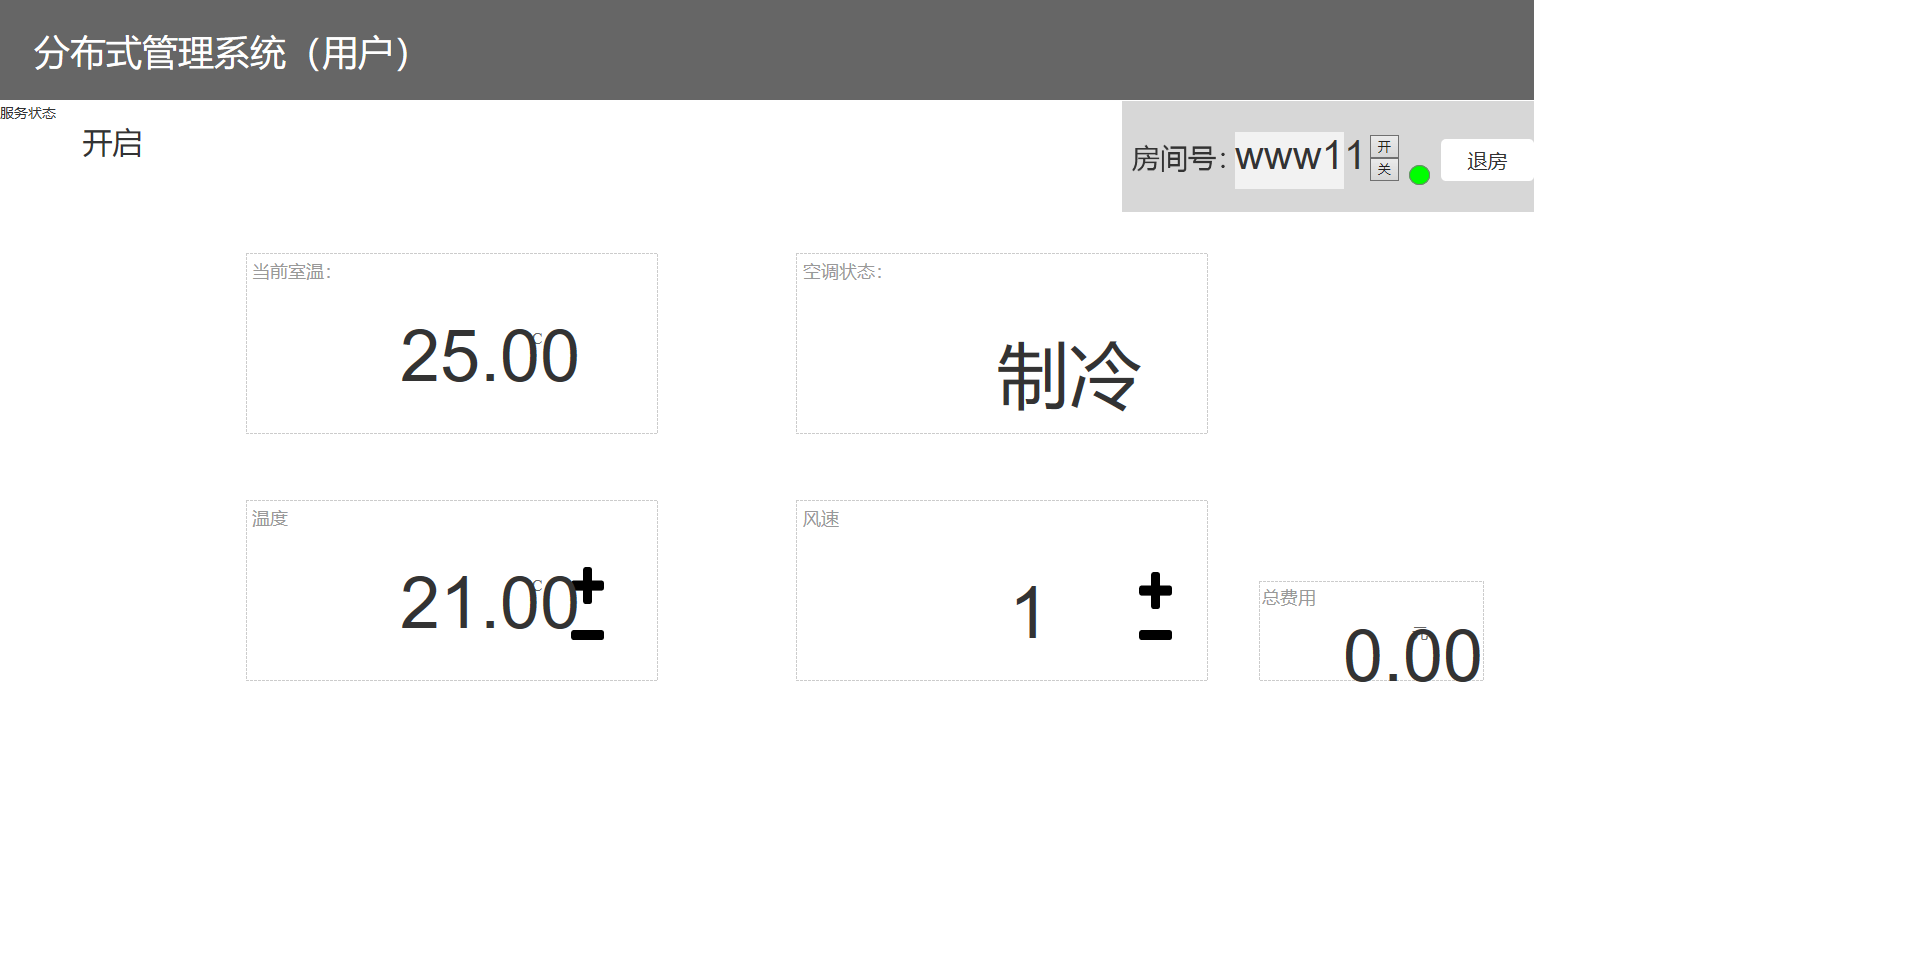 分布式管理系统（用户）
服务状态
开启
房间号：www11
开
关
退房
当前室温：
25.00
℃
空调状态：
制冷
温度
21.00
℃
风速
1
总费用
0.00
元